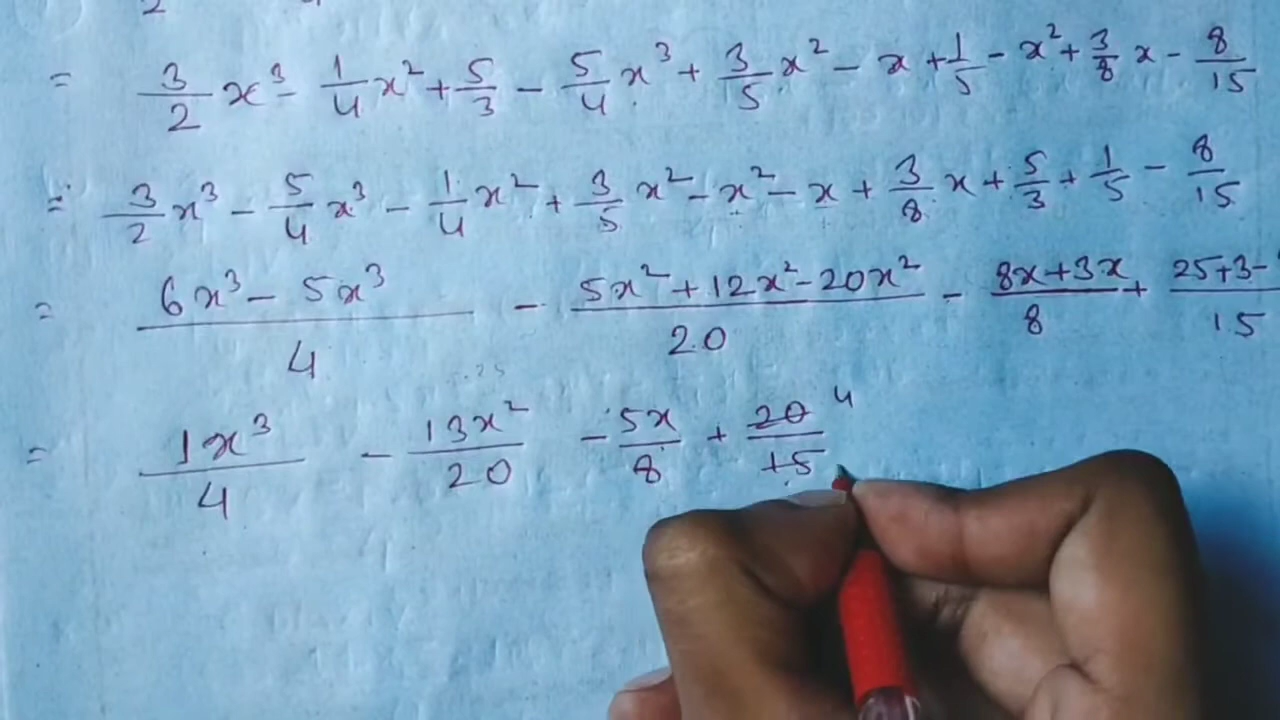 2
= 3/2 x³ - 1/4 x² + 5/3 - 5/4 x³ + 3/5 x² - x + 1/5 - x² + 3/8 x - 8/15
= 3/2 x³ - 5/4 x³ - 1/4 x² + 3/5 x² - x² - x + 3/8 x + 5/3 + 1/5 - 8/15
= 6x³ - 5x³/4 - 5x² + 12x² - 20x²/20 - 8x + 3x/8 + 25 + 3 -/15
= 1x³/4 - 13x²/20 - 5x/8 + 20/15 4